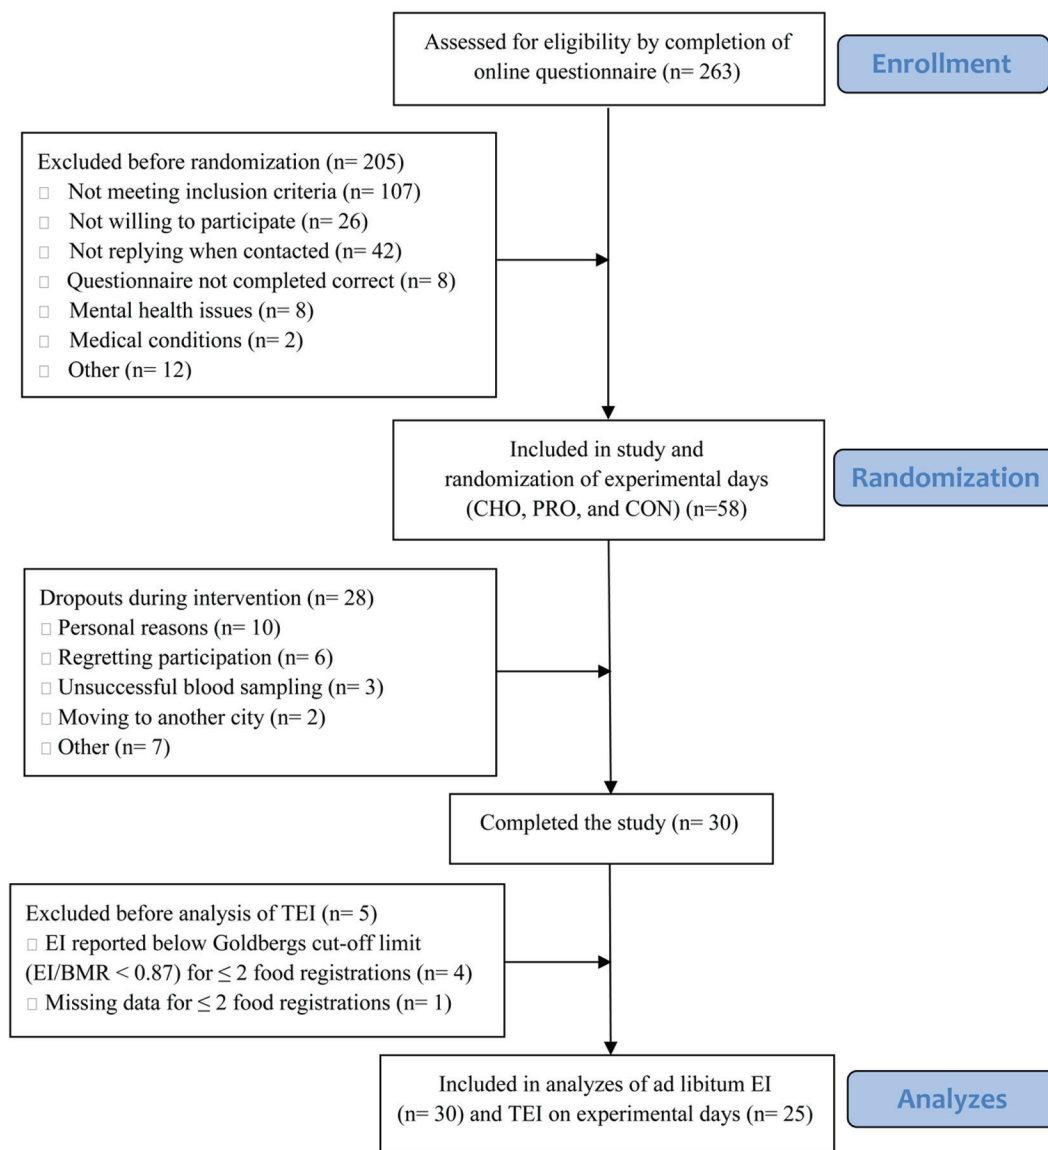 Assessed for eligibility by completion of
online questionnaire (n= 263)
Enrollment
Excluded before randomization (n= 205)
Not meeting inclusion criteria (n= 107)
Not willing to participate (n= 26)
Not replying when contacted (n= 42)
Questionnaire not completed correct (n= 8)
Mental health issues (n= 8)
Medical conditions (n= 2)
Other (n= 12)
Included in study and
randomization of experimental days
(CHO, PRO, and CON) (n=58)
Randomization
Dropouts during intervention (n= 28)
Personal reasons (n= 10)
Regretting participation (n= 6)
Unsuccessful blood sampling (n= 3)
Moving to another city (n= 2)
Other (n= 7)
Completed the study (n= 30)
Excluded before analysis of TEI (n= 5)
EI reported below Goldbergs cut-off limit
(EI/BMR < 0.87) for ≤ 2 food registrations (n= 4)
Missing data for ≤ 2 food registrations (n= 1)
Included in analyzes of ad libitum EI
(n= 30) and TEI on experimental days (n= 25)
Analyzes